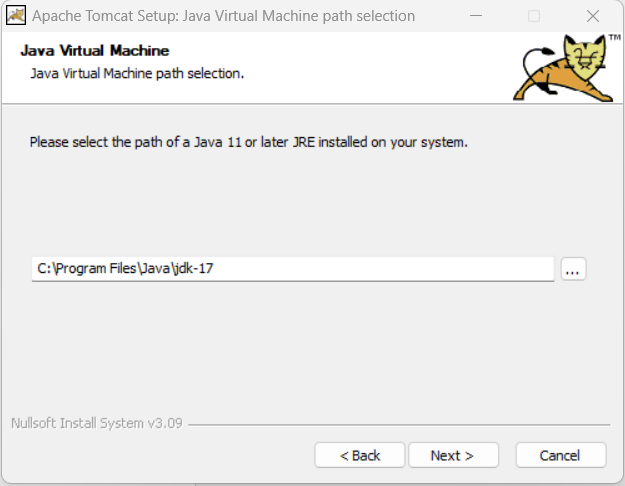 Apache Tomcat Setup: Java Virtual Machine path selection
Java Virtual Machine
Java Virtual Machine path selection.
TM
Please select the path of a Java 11 or later JRE installed on your system.
C:\Program Files\Java\jdk-17
...
Nullsoft Install System v3.09
< Back
Next >
Cancel